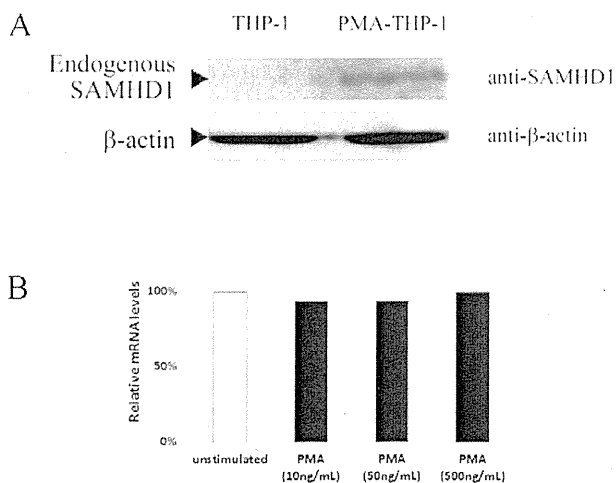 A
THP-1 PMA-THP-1
Endogenous
SAMHD1
anti-SAMHD1
β-actin
anti-β-actin
B
Relative mRNA levels
100%
50%
0%
unstimulated
PMA
(10ng/mL)
PMA
(50ng/mL)
PMA
(500ng/mL)